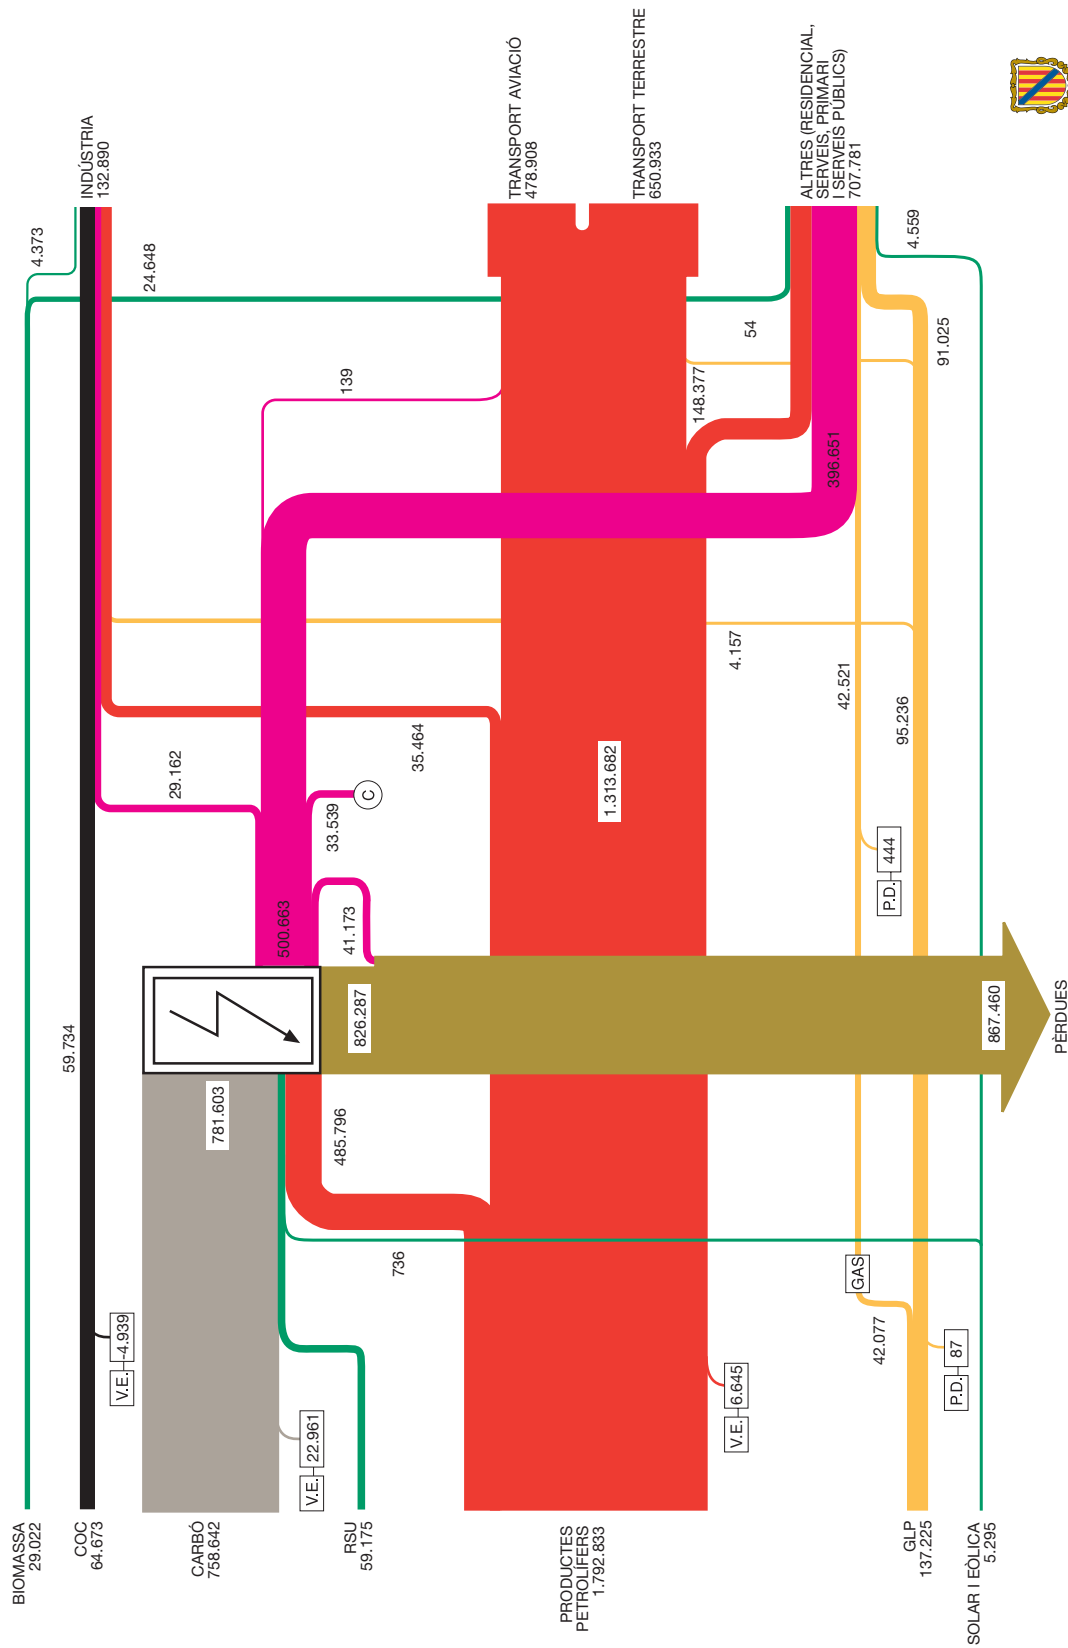 BIOMASSA
29.022
COC
64.673
CARBÓ
758.642
RSU
59.175
PRODUCTES
PETROLÍFERS
1.792.833
GLP
137.225
SOLAR I EÒLICA
5.295
V.E.
-4.939
V.E.
22.961
V.E.
6.645
P.D.
87
42.077
GAS
736
485.796
781.603
59.734
826.287
867.460
PÈRDUES
500.663
41.173
33.539
C
29.162
35.464
P.D.
444
1.313.682
42.521
95.236
4.157
139
396.651
148.377
54
91.025
24.648
4.373
4.559
INDÚSTRIA
132.890
TRANSPORT AVIACIÓ
478.908
TRANSPORT TERRESTRE
650.933
ALTRES (RESIDENCIAL,
SERVEIS, PRIMARI
I SERVEIS PÚBLICS)
707.781